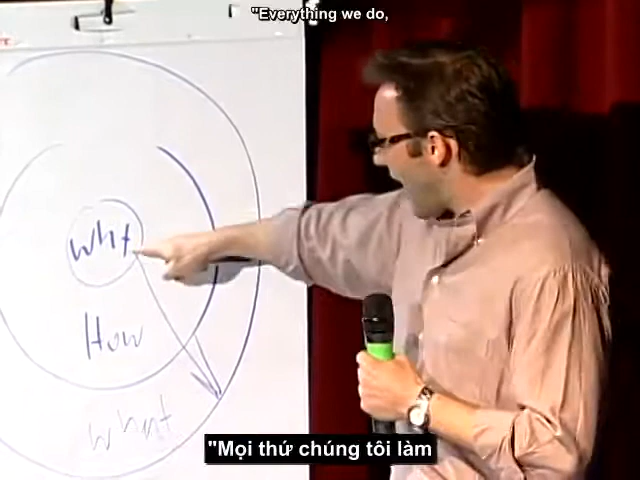 "Everything we do,
Why
How
What
"Mọi thứ chúng tôi làm